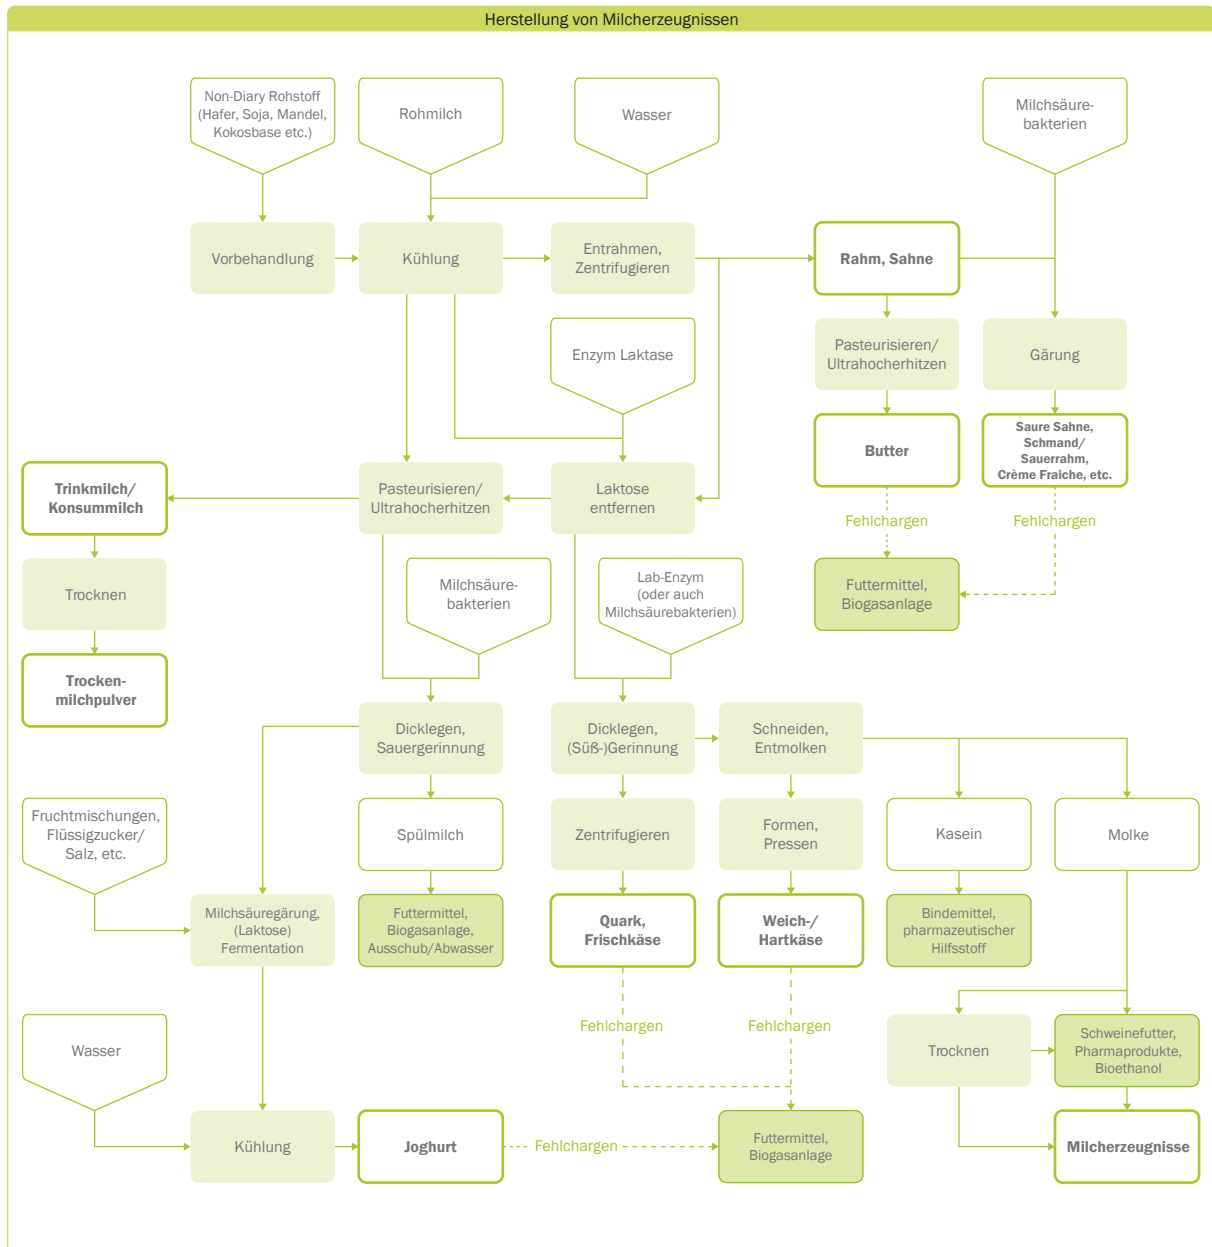 Herstellung von Milcherzeugnissen
Non-Diary Rohstoff
(Hafer, Soja, Mandel,
Kokosbase etc.)
Rohmilch
Wasser
Milchsäure-
bakterien
Vorbehandlung
Kühlung
Entrahmen,
Zentrifugieren
Rahm, Sahne
Enzym Laktase
Pasteurisieren/
Ultrahocherhitzen
Gärung
Butter
Saure Sahne,
Schmand/
Sauerrahm,
Crème Fraiche, etc.
Trinkmilch/
Konsummilch
Pasteurisieren/
Ultrahocherhitzen
Laktose
entfernen
Fehlchargen
Fehlchargen
Trocknen
Milchsäure-
bakterien
Lab-Enzym
(oder auch
Milchsäurebakterien)
Futtermittel,
Biogasanlage
Trocken-
milchpulver
Dicklegen,
Sauergerinnung
Dicklegen,
(Süß-)Gerinnung
Schneiden,
Entmolken
Fruchtmischungen,
Flüssigzucker/
Salz, etc.
Spülmilch
Zentrifugieren
Formen,
Pressen
Kasein
Molke
Milchsäuregärung,
(Laktose)
Fermentation
Futtermittel,
Biogasanlage,
Ausschub/Abwasser
Quark,
Frischkäse
Weich-/
Hartkäse
Bindemittel,
pharmazeutischer
Hilfsstoff
Fehlchargen
Fehlchargen
Wasser
Trocknen
Schweinefutter,
Pharmaprodukte,
Bioethanol
Kühlung
Joghurt
Fehlchargen
Futtermittel,
Biogasanlage
Milcherzeugnisse